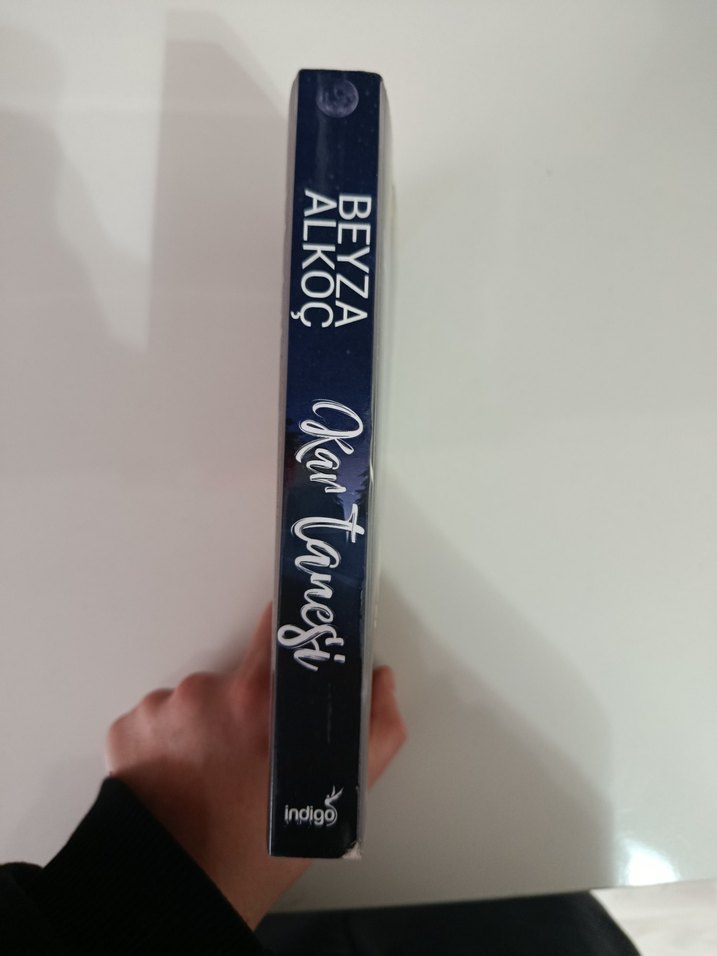 BEYZA
ALKOÇ
Kar tanesi
indigo